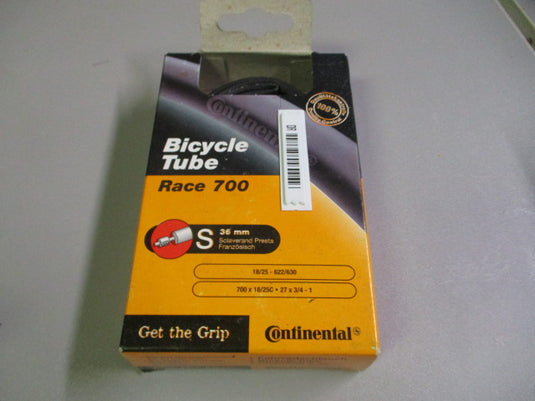 Continental
100%
Bicycle
Tube
Race 700
S
36 mm
Sclaverand Presta
Französisch
18/25 - 622/630
700 x 18/25C • 27 x 3/4 - 1
Get the Grip
Continental